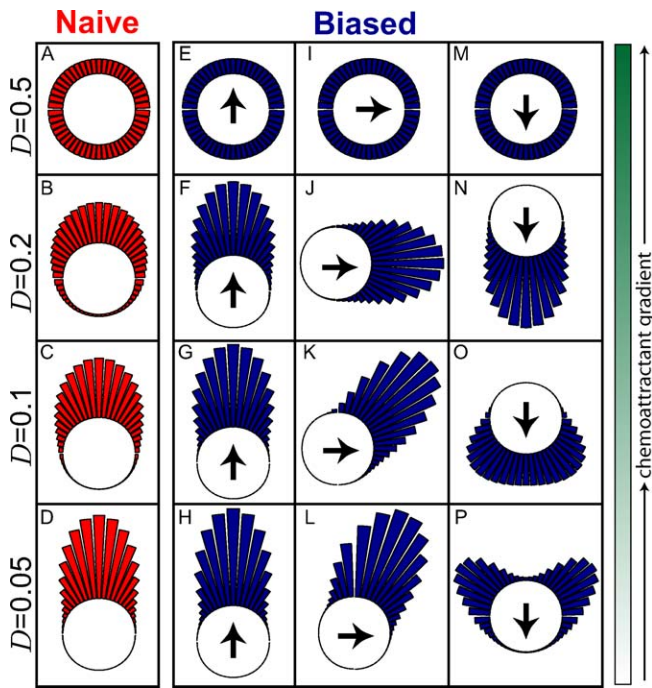 Naive Biased
D=0.5 A E I M
D=0.2 B F J N
D=0.1 C G K O
D=0.05 D H L P
chemoattractant gradient